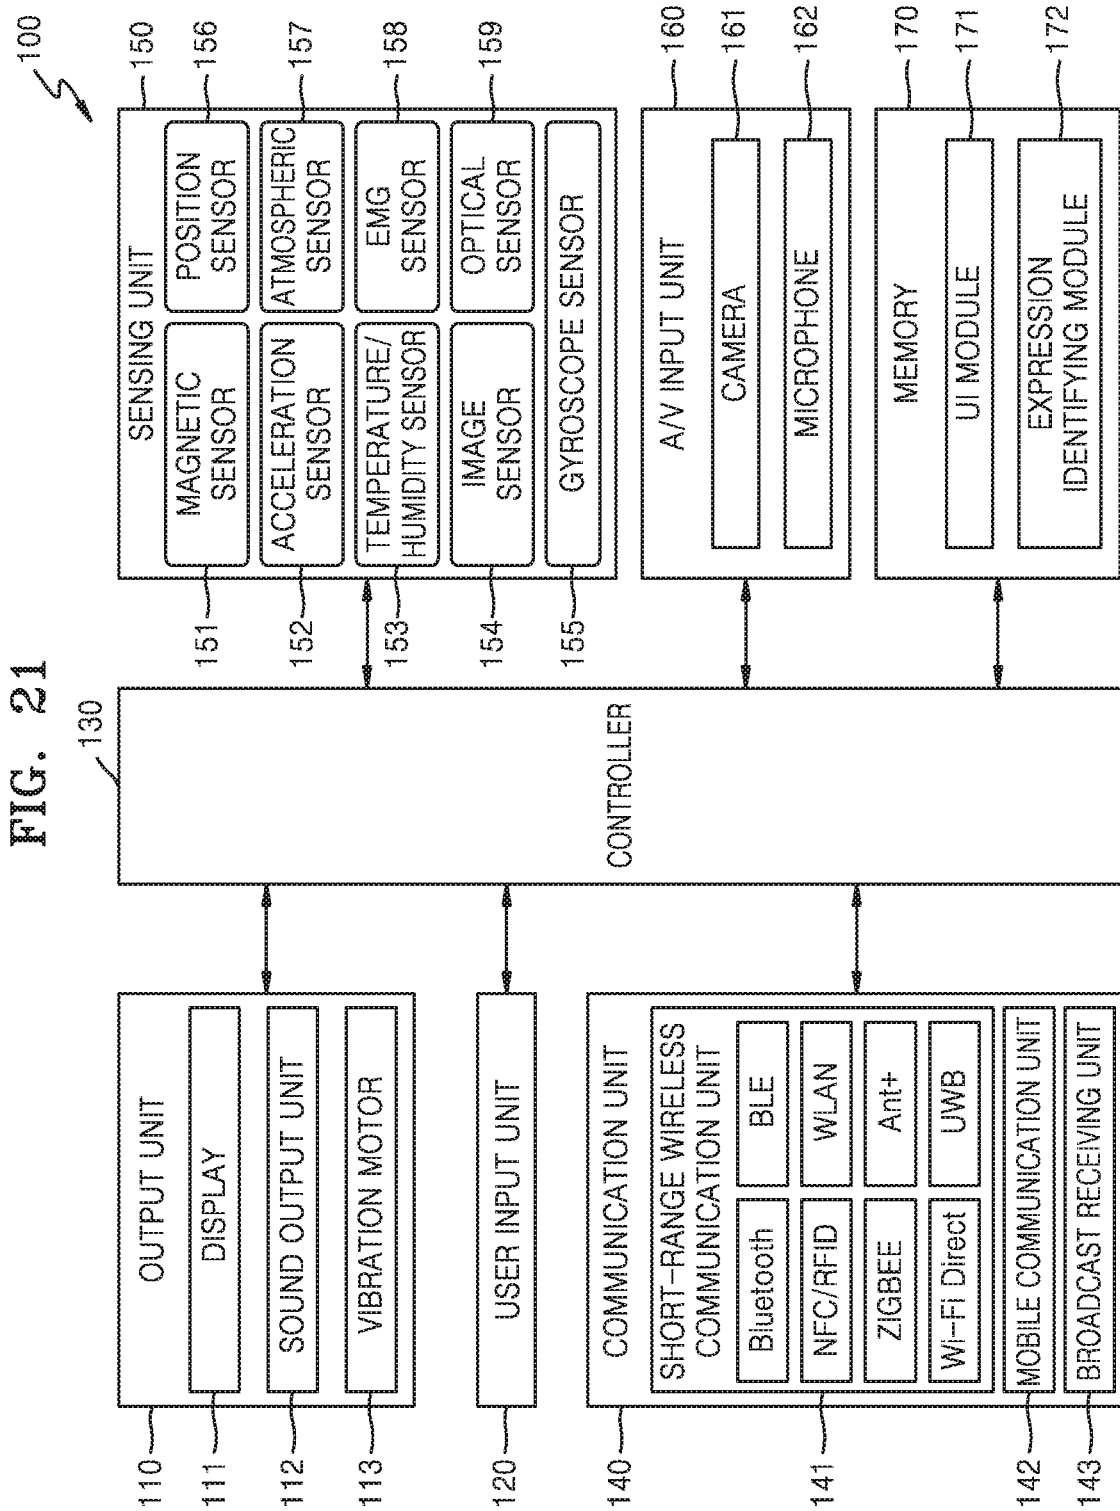 FIG. 21
100
110
OUTPUT UNIT
111
DISPLAY
112
SOUND OUTPUT UNIT
113
VIBRATION MOTOR
120
USER INPUT UNIT
140
COMMUNICATION UNIT
141
SHORT-RANGE WIRELESS
COMMUNICATION UNIT
Bluetooth
BLE
NFC/RFID
WLAN
ZIGBEE
Ant+
Wi-Fi Direct
UWB
142
MOBILE COMMUNICATION UNIT
143
BROADCAST RECEIVING UNIT
130
CONTROLLER
150
SENSING UNIT
151
MAGNETIC
SENSOR
POSITION
SENSOR
156
152
ACCELERATION
SENSOR
ATMOSPHERIC
SENSOR
157
153
TEMPERATURE/
HUMIDITY SENSOR
EMG
SENSOR
158
154
IMAGE
SENSOR
OPTICAL
SENSOR
159
155
GYROSCOPE SENSOR
A/V INPUT UNIT
160
CAMERA
161
MICROPHONE
162
MEMORY
170
UI MODULE
171
EXPRESSION
IDENTIFYING MODULE
172